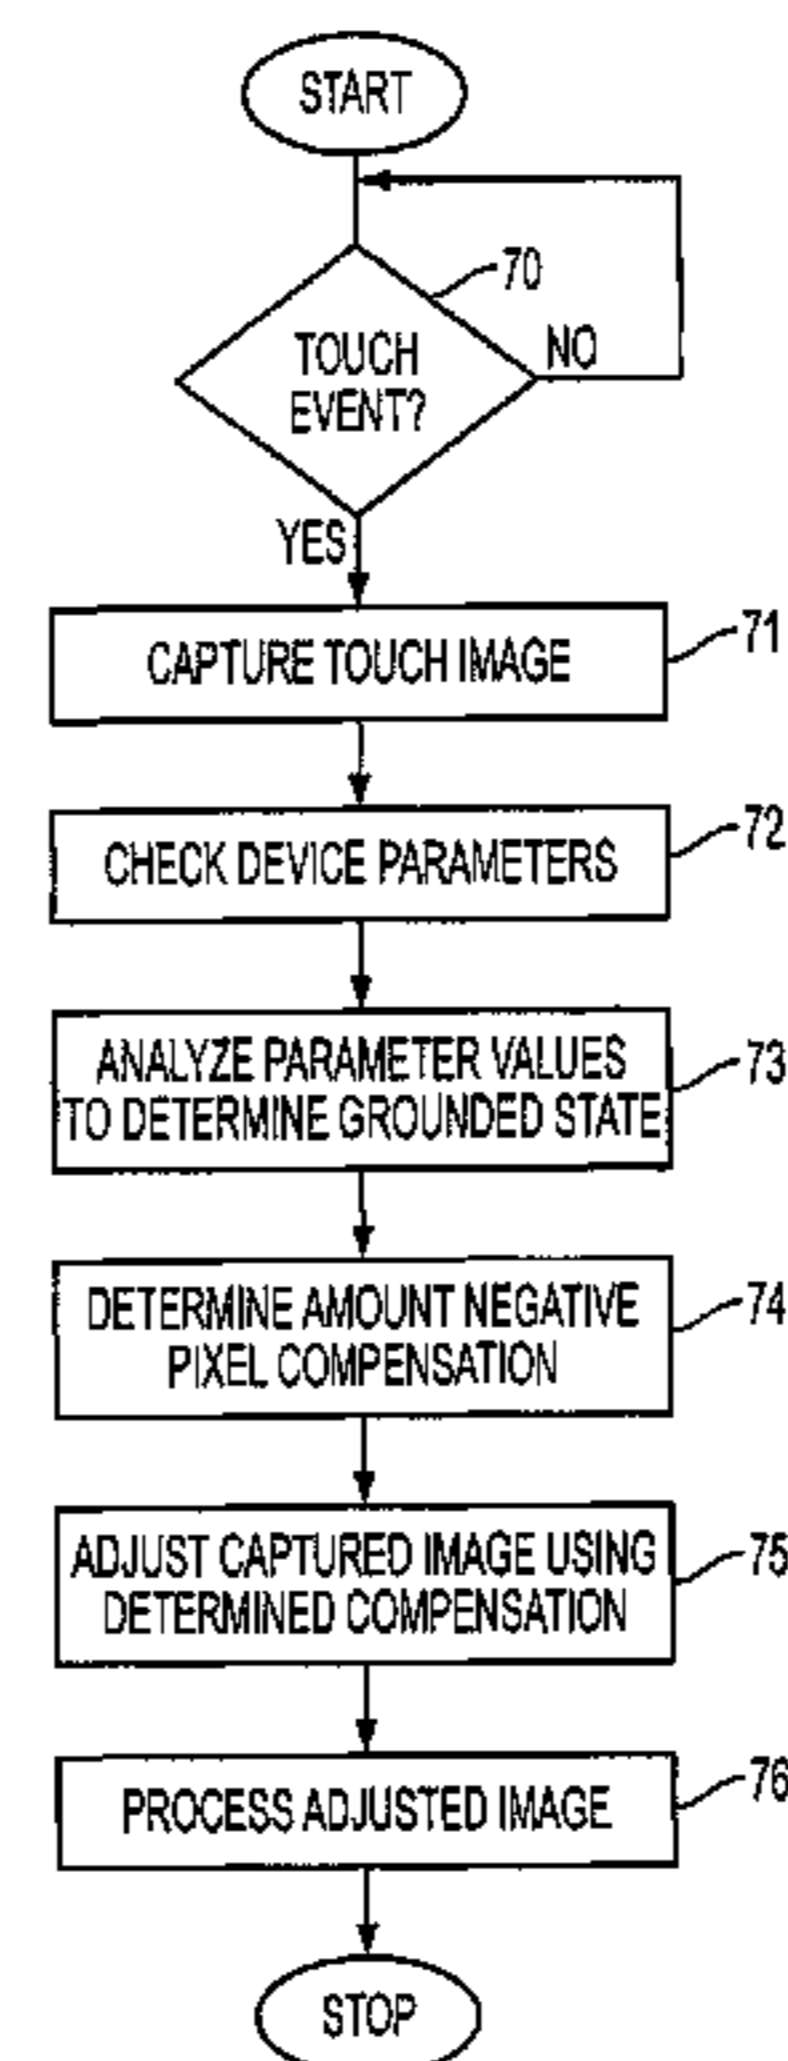 START
70
TOUCH
EVENT?
NO
YES
CAPTURE TOUCH IMAGE
71
CHECK DEVICE PARAMETERS
72
ANALYZE PARAMETER VALUES
TO DETERMINE GROUNDED STATE
73
DETERMINE AMOUNT NEGATIVE
PIXEL COMPENSATION
74
ADJUST CAPTURED IMAGE USING
DETERMINED COMPENSATION
75
PROCESS ADJUSTED IMAGE
76
STOP